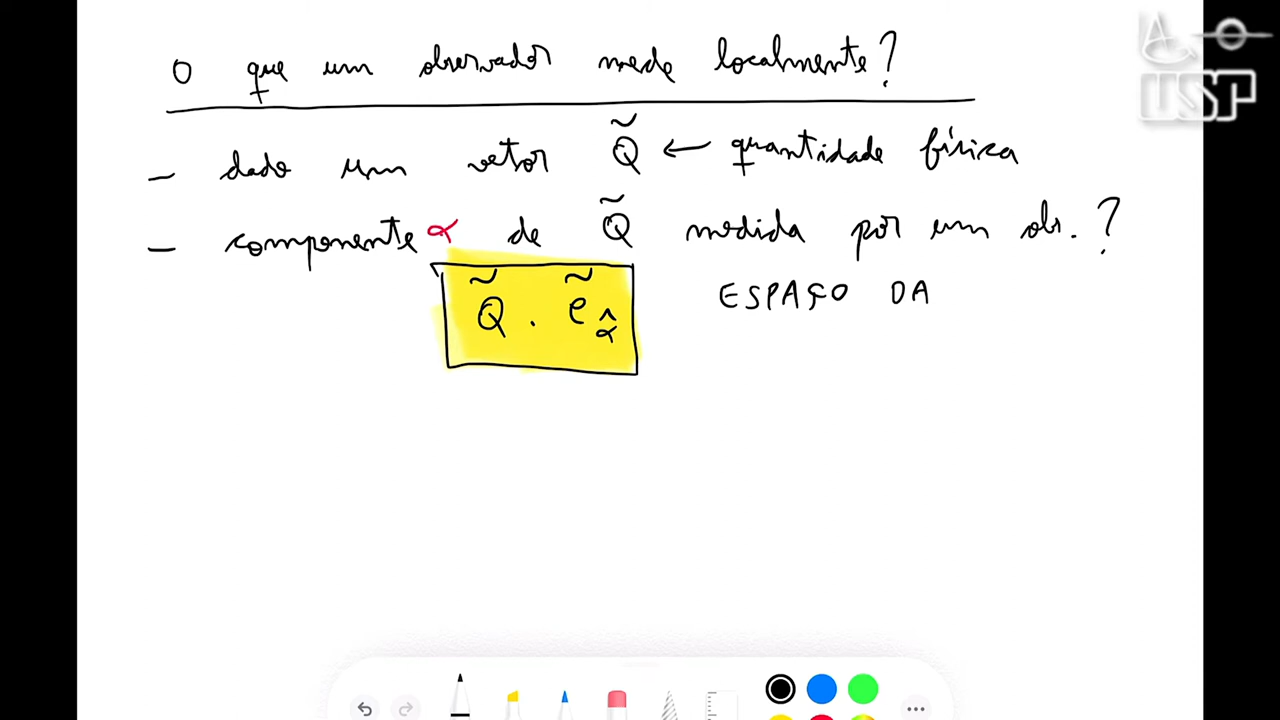 O que um observador mede localmente?
- dado um vetor Q̃ ← quantidade física
- componente α de Q̃ medida por um obs.?
Q̃ . ẽ_α̂
ESPAÇO DA
USP